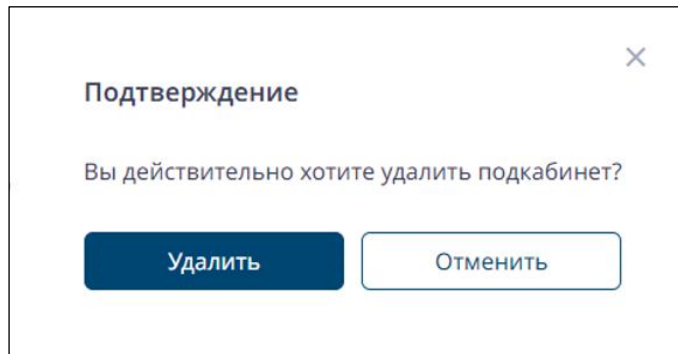 Подтверждение
Вы действительно хотите удалить подкабинет?
Удалить
Отменить